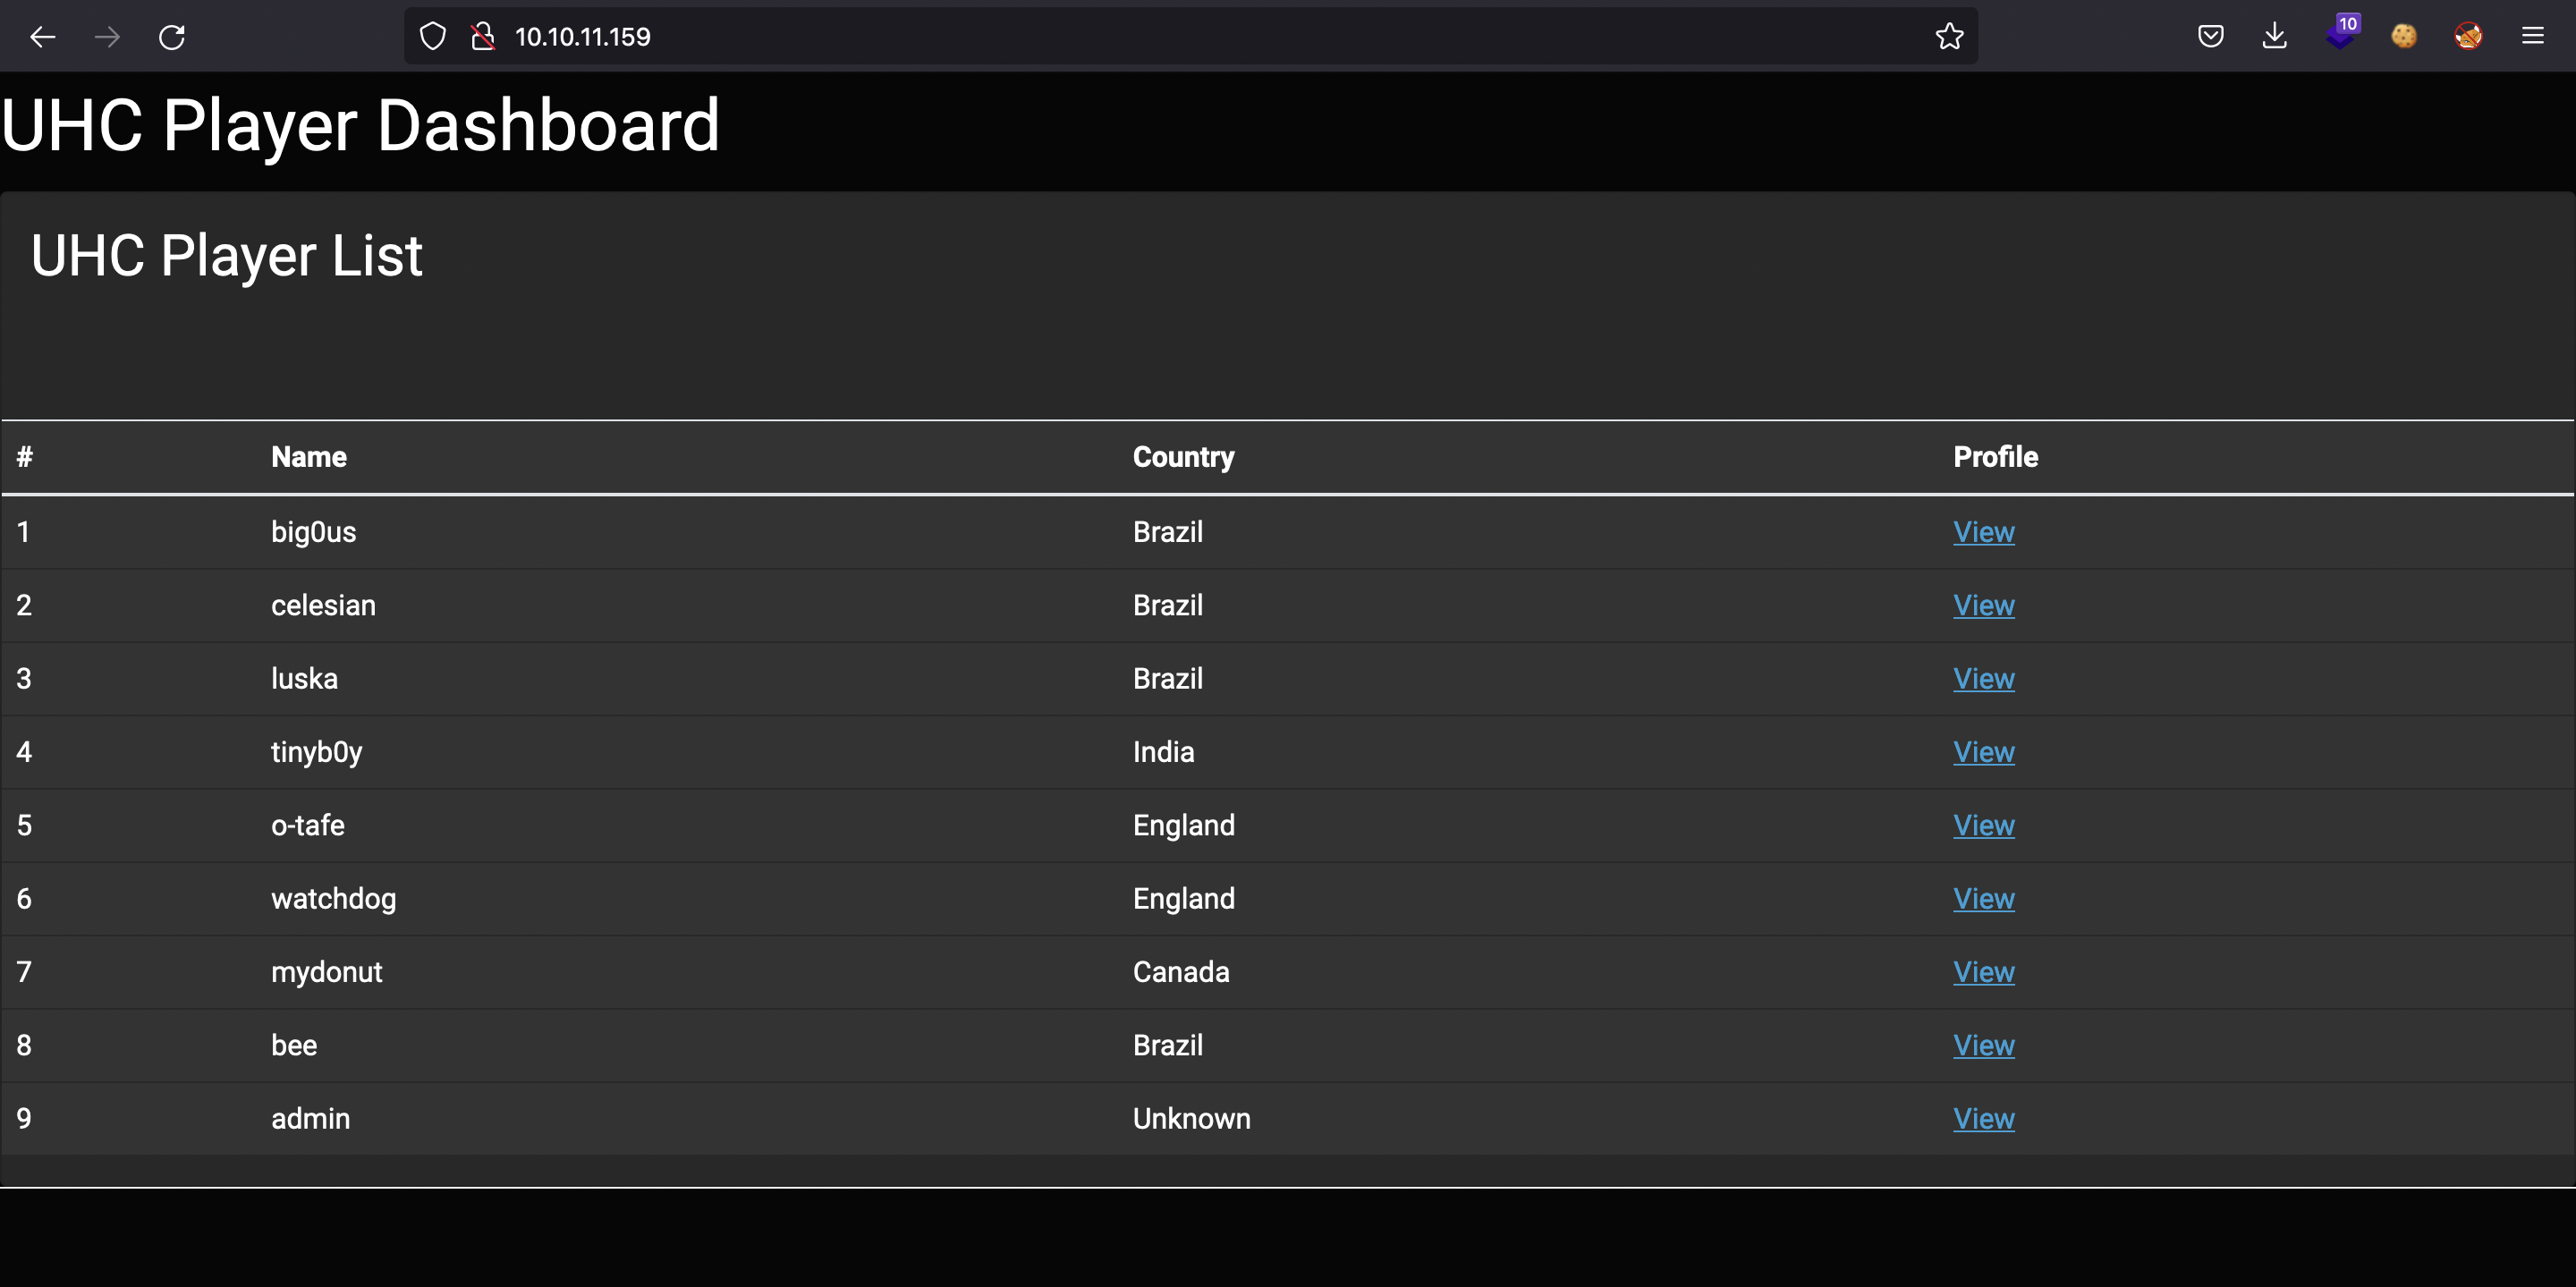 10.10.11.159
10
UHC Player Dashboard
UHC Player List
# Name Country Profile
1 big0us Brazil View
2 celesian Brazil View
3 luska Brazil View
4 tinyb0y India View
5 o-tafe England View
6 watchdog England View
7 mydonut Canada View
8 bee Brazil View
9 admin Unknown View